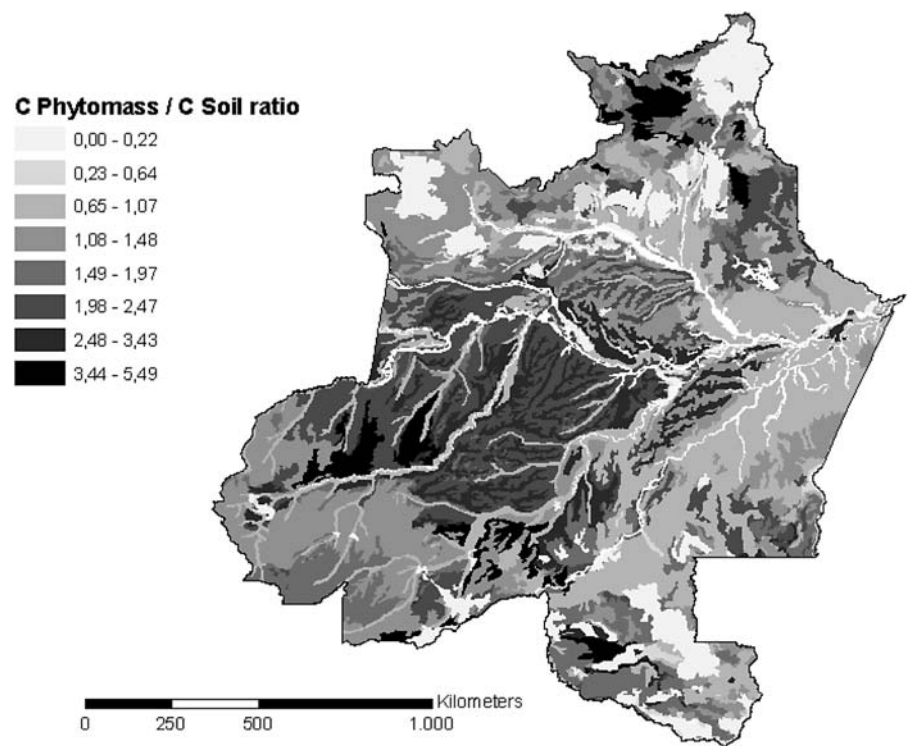 C Phytomass / C Soil ratio
0,00 - 0,22
0,23 - 0,64
0,65 - 1,07
1,08 - 1,48
1,49 - 1,97
1,98 - 2,47
2,48 - 3,43
3,44 - 5,49
Kilometers
0 250 500 1.000